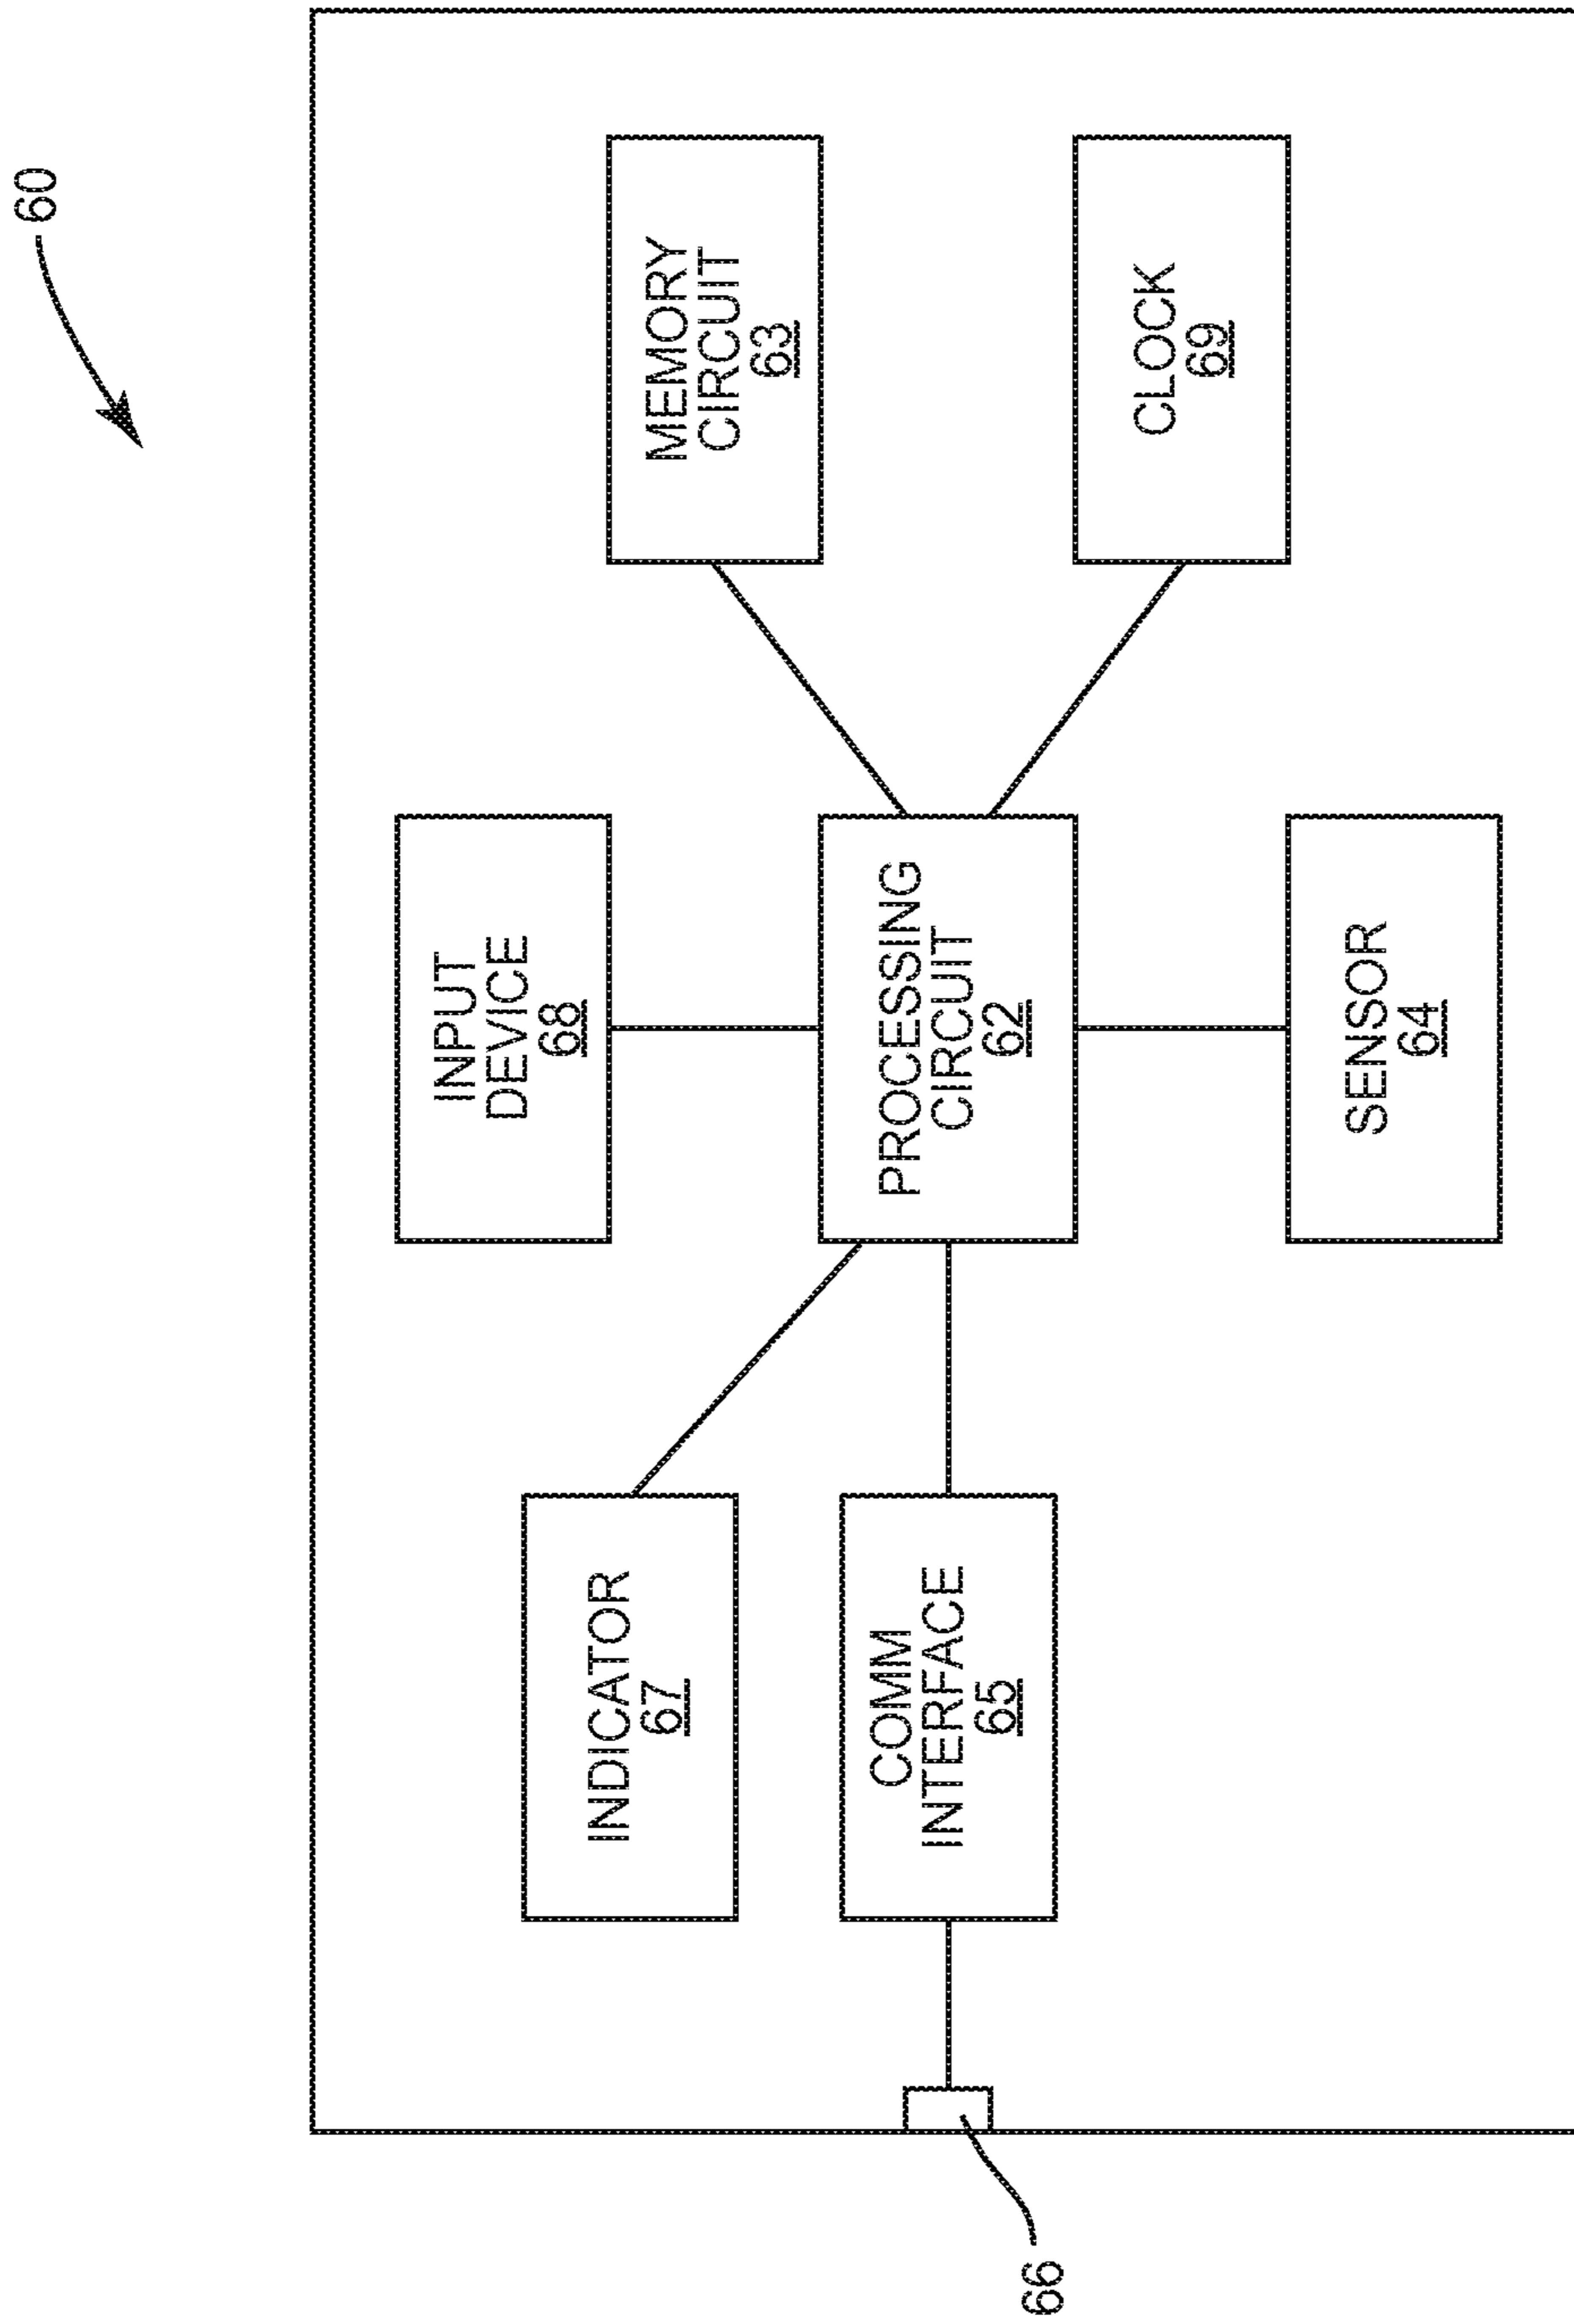 60
INPUT
DEVICE
68
MEMORY
CIRCUIT
63
INDICATOR
67
PROCESSING
CIRCUIT
62
COMM
INTERFACE
65
66
CLOCK
69
SENSOR
64